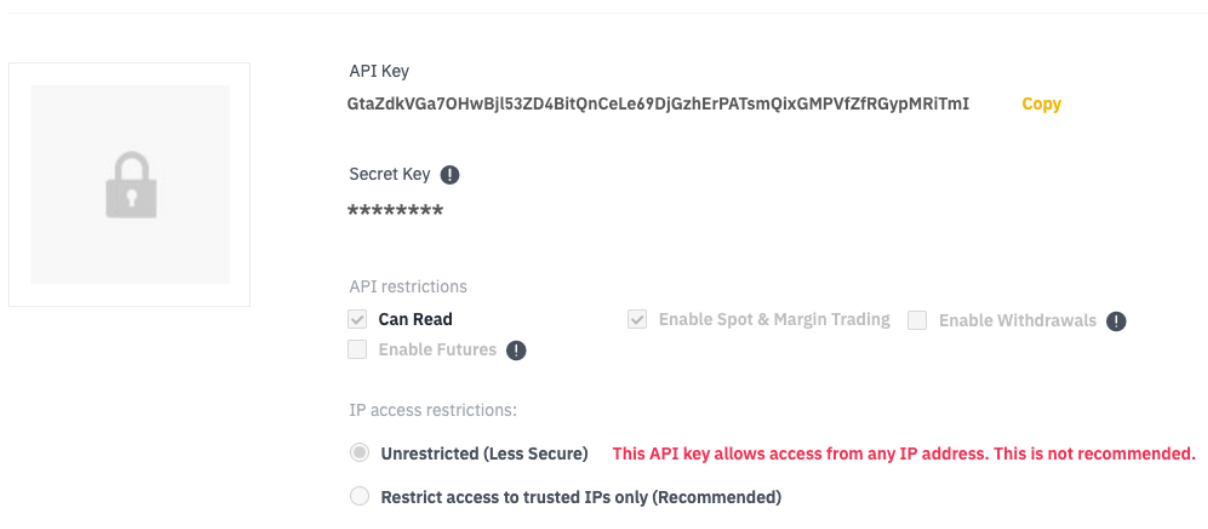 API Key
GtaZdkVGa7OHwBjl53ZD4BitQnCeLe69DjGzhErPATsmQixGMPVfZfRGypMRiTmI Copy
Secret Key !
********
API restrictions
Can Read Enable Spot & Margin Trading Enable Withdrawals !
Enable Futures !
IP access restrictions:
Unrestricted (Less Secure) This API key allows access from any IP address. This is not recommended.
Restrict access to trusted IPs only (Recommended)